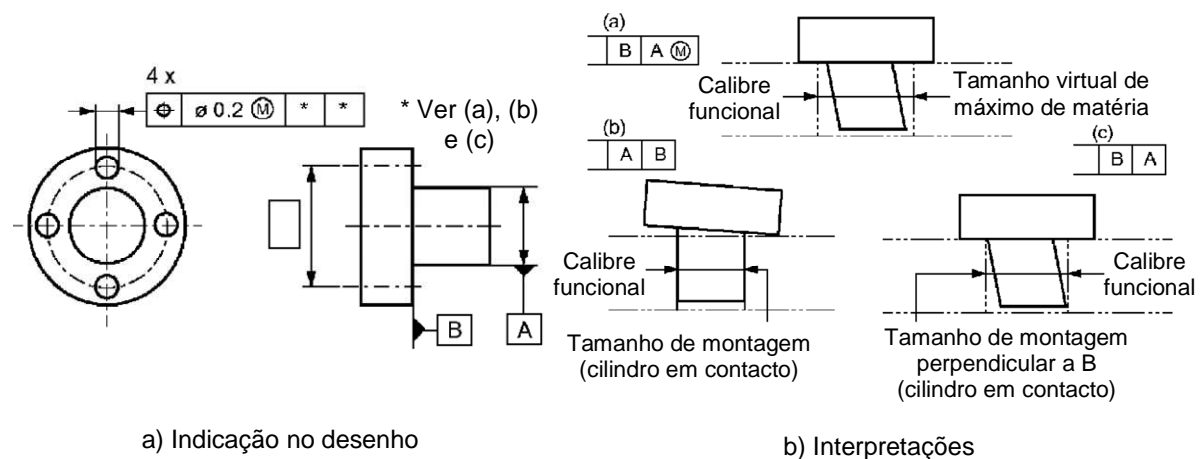 4 x
⌖ ø 0.2 Ⓜ * *
* Ver (a), (b)
e (c)
B
A
a) Indicação no desenho
(a)
B A Ⓜ
Calibre
funcional
Tamanho virtual de
máximo de matéria
(b)
A B
Calibre
funcional
Tamanho de montagem
(cilindro em contacto)
(c)
B A
Calibre
funcional
Tamanho de montagem
perpendicular a B
(cilindro em contacto)
b) Interpretações